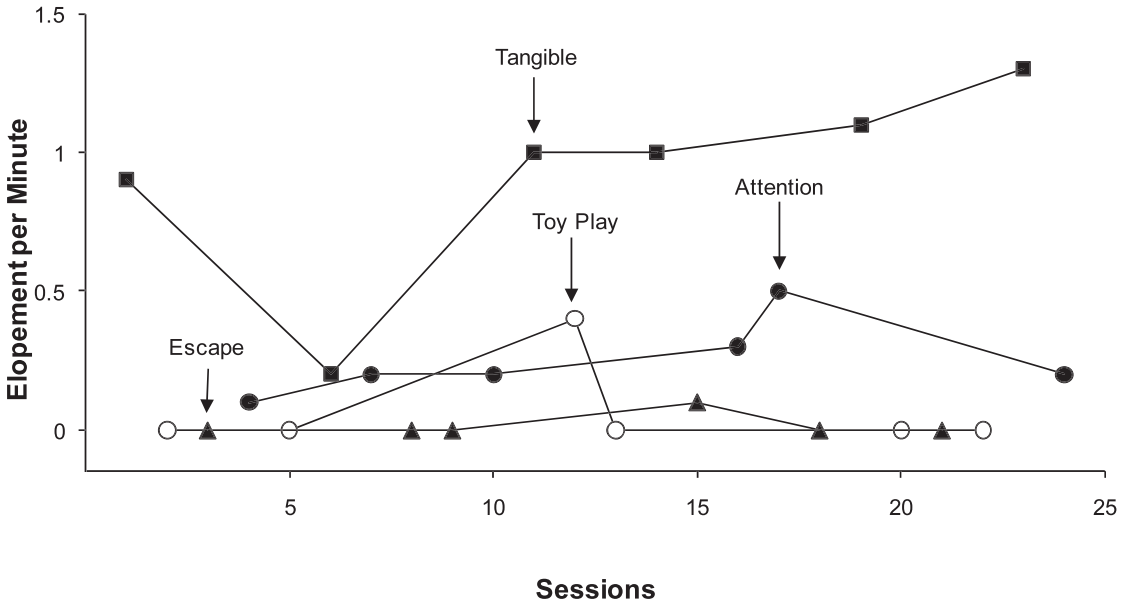 1.5
Tangible
1
Attention
Toy Play
0.5
Escape
0
Elopement per Minute
5
10
15
20
25
Sessions